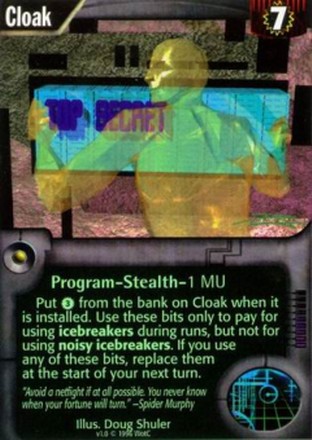 Cloak
7
TOP SECRET
Program-Stealth-1 MU
Put 3 from the bank on Cloak when it
is installed. Use these bits only to pay for
using icebreakers during runs, but not for
using noisy icebreakers. If you use
any of these bits, replace them
at the start of your next turn.
"Avoid a netfight if at all possible. You never know
when your fortune will turn." –Spider Murphy
Illus. Doug Shuler
v1.0 © 1996 WotC